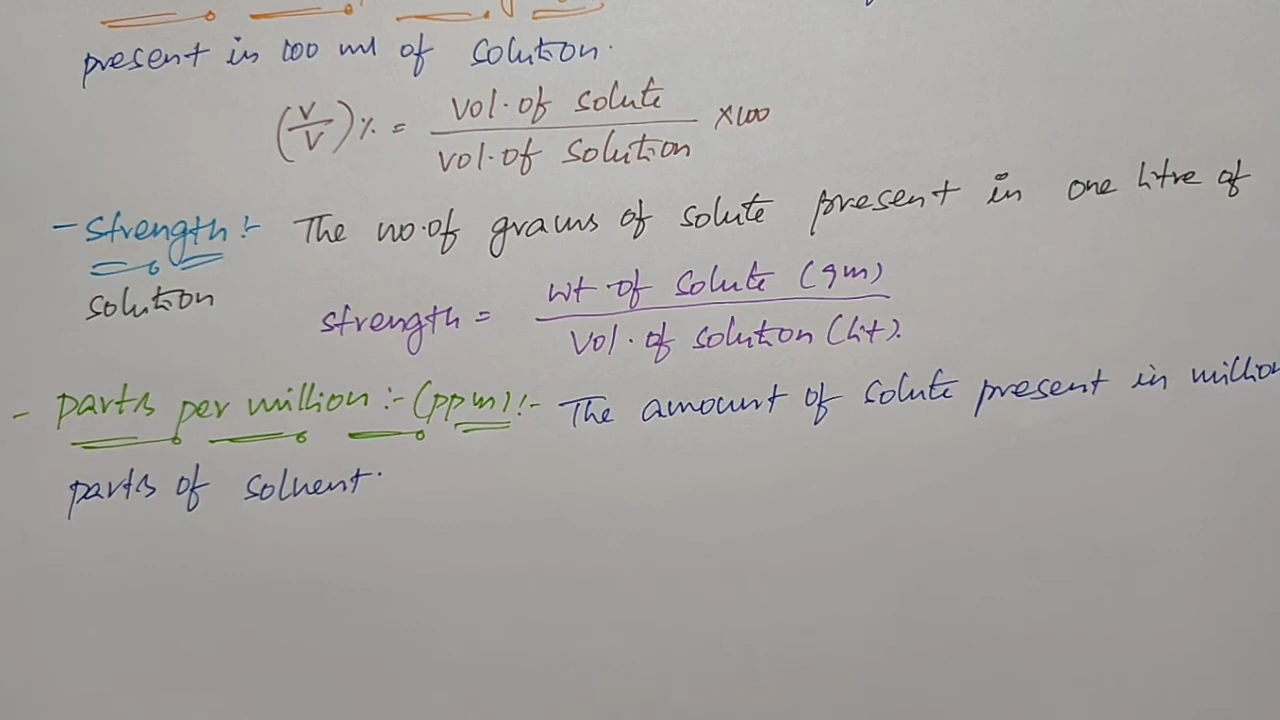 present in 100 ml of solution.
(V/V)% = vol. of solute / vol. of solution ×100
- strength :- The no. of grams of solute present in one litre of
solution
strength = wt of solute (gm) / vol. of solution (lit).
- parts per million :- (ppm) :- The amount of solute present in million
parts of solvent.